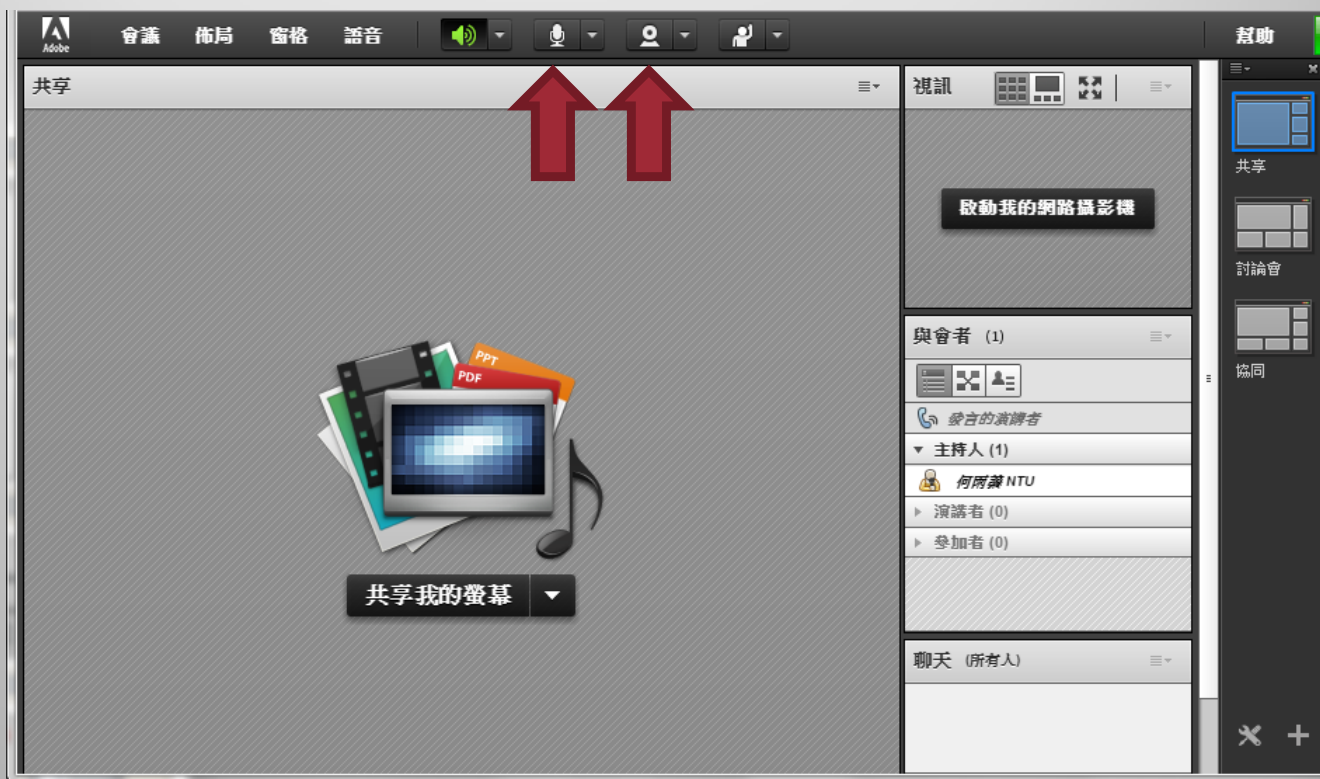 Adobe
會議 佈局 窗格 語音
幫助
共享
PPT
PDF
共享我的螢幕
視訊
啟動我的網路攝影機
與會者 (1)
發言的演講者
主持人 (1)
何雨 NTU
演講者 (0)
參加者 (0)
聊天 (所有人)
共享
討論會
協同